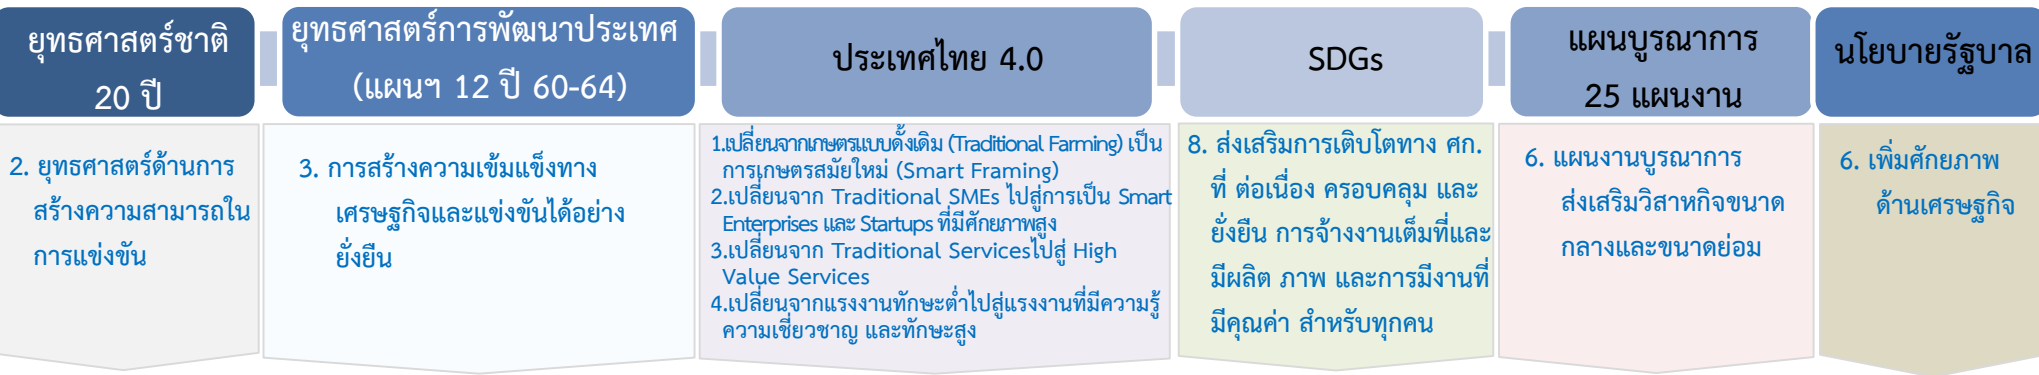 ยุทธศาสตร์ชาติ
20 ปี
ยุทธศาสตร์การพัฒนาประเทศ
(แผนฯ 12 ปี 60-64)
ประเทศไทย 4.0
SDGs
แผนบูรณาการ
25 แผนงาน
นโยบายรัฐบาล
2. ยุทธศาสตร์ด้านการ
สร้างความสามารถใน
การแข่งขัน
3. การสร้างความเข้มแข็งทาง
เศรษฐกิจและแข่งขันได้อย่าง
ยั่งยืน
1.เปลี่ยนจากเกษตรแบบดั้งเดิม (Traditional Farming) เป็น
การเกษตรสมัยใหม่ (Smart Framing)
2.เปลี่ยนจาก Traditional SMEs ไปสู่การเป็น Smart
Enterprises และ Startups ที่มีศักยภาพสูง
3.เปลี่ยนจาก Traditional Servicesไปสู่ High
Value Services
4.เปลี่ยนจากแรงงานทักษะต่ำไปสู่แรงงานที่มีความรู้
ความเชี่ยวชาญ และทักษะสูง
8. ส่งเสริมการเติบโตทาง ศก.
ที่ ต่อเนื่อง ครอบคลุม และ
ยั่งยืน การจ้างงานเต็มที่และ
มีผลิต ภาพ และการมีงานที่
มีคุณค่า สำหรับทุกคน
6. แผนงานบูรณาการ
ส่งเสริมวิสาหกิจขนาด
กลางและขนาดย่อม
6. เพิ่มศักยภาพ
ด้านเศรษฐกิจ